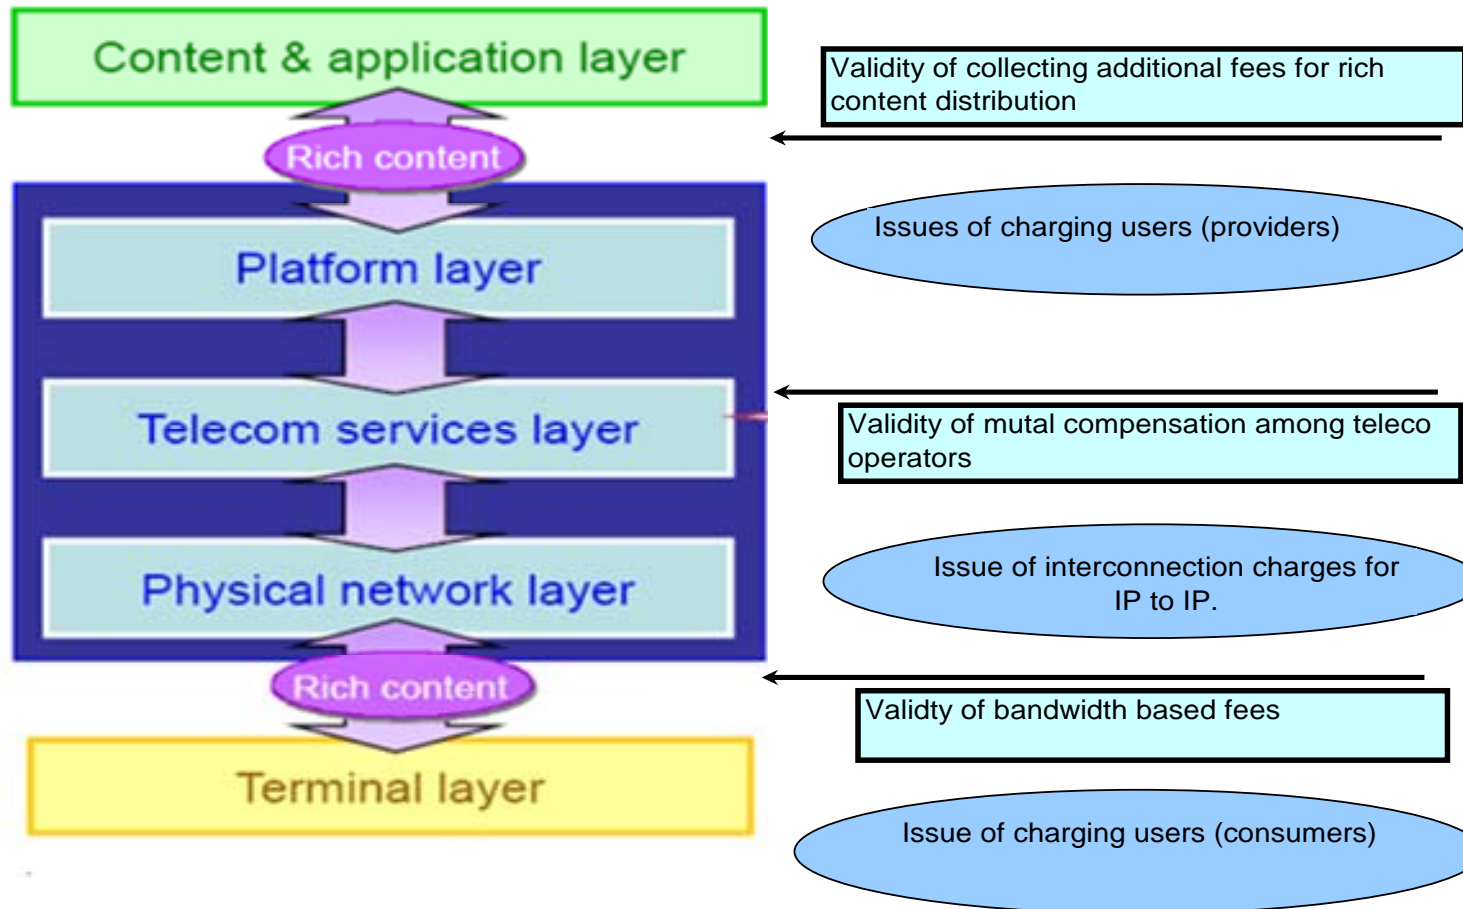 Content & application layer
Rich content
Platform layer
Telecom services layer
Physical network layer
Rich content
Terminal layer
Validity of collecting additional fees for rich
content distribution
Issues of charging users (providers)
Validity of mutal compensation among teleco
operators
Issue of interconnection charges for
IP to IP.
Validty of bandwidth based fees
Issue of charging users (consumers)